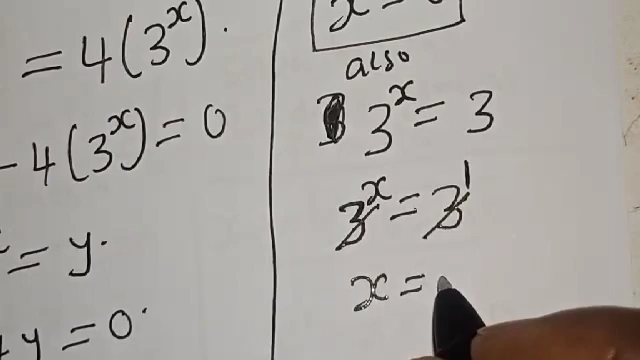 = 4(3^x).
- 4(3^x) = 0
= y.
y = 0.
x =
also
3^x = 3
3^x = 3^1
x =